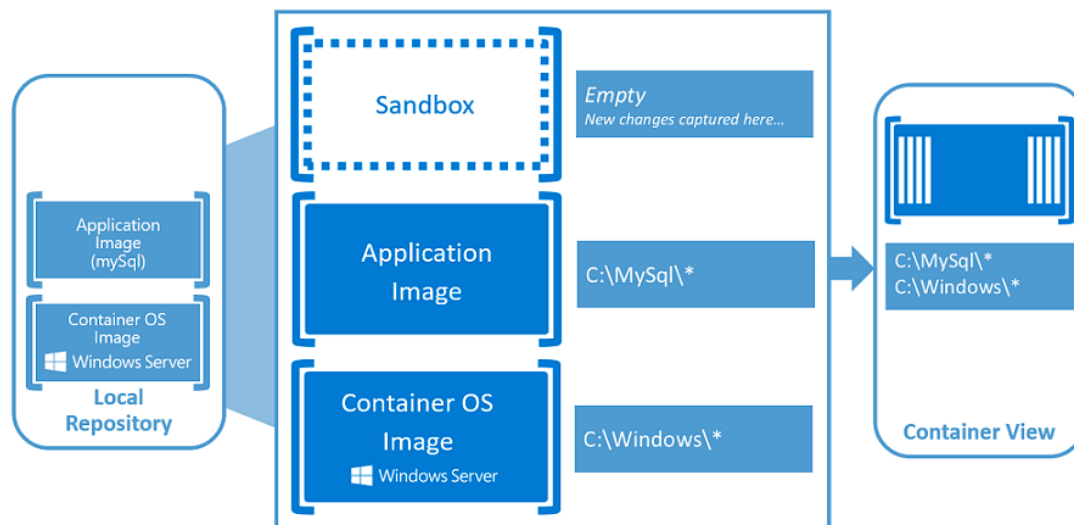 Application
Image
(mySql)
Container OS
Image
Windows Server
Local
Repository
Sandbox
Empty
New changes captured here...
Application
Image
C:\MySql\*
Container OS
Image
Windows Server
C:\Windows\*
C:\MySql\*
C:\Windows\*
Container View